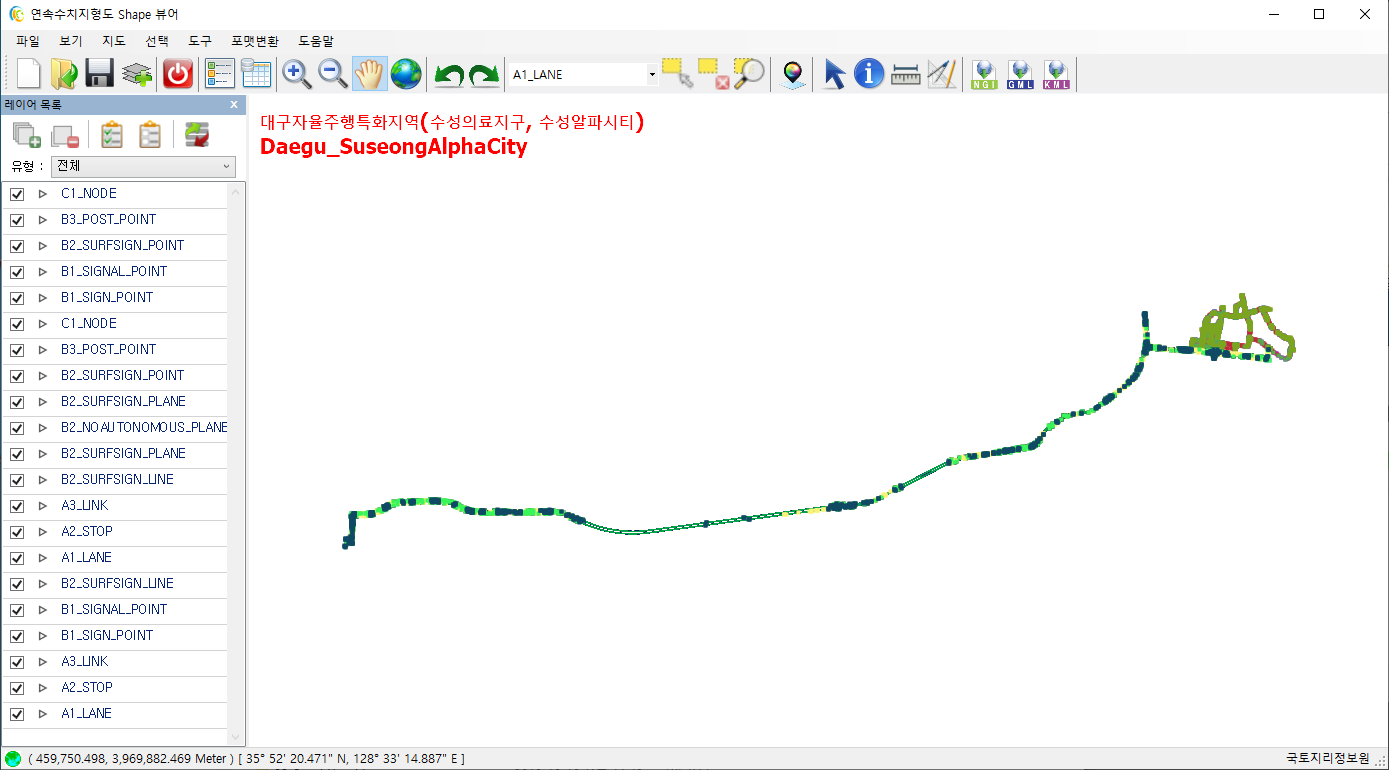 연속수치지형도 Shape 뷰어
파일 보기 지도 선택 도구 포맷변환 도움말
A1_LANE
NGI GML KML
레이어 목록
유형 : 전체
C1_NODE
B3_POST_POINT
B2_SURFSIGN_POINT
B1_SIGNAL_POINT
B1_SIGN_POINT
C1_NODE
B3_POST_POINT
B2_SURFSIGN_POINT
B2_SURFSIGN_PLANE
B2_NOAUTONOMOUS_PLANE
B2_SURFSIGN_PLANE
B2_SURFSIGN_LINE
A3_LINK
A2_STOP
A1_LANE
B2_SURFSIGN_LINE
B1_SIGNAL_POINT
B1_SIGN_POINT
A3_LINK
A2_STOP
A1_LANE
대구자율주행특화지역(수성의료지구, 수성알파시티)
Daegu_SuseongAlphaCity
( 459,750.498, 3,969,882.469 Meter ) [ 35° 52' 20.471" N, 128° 33' 14.887" E ]
국토지리정보원